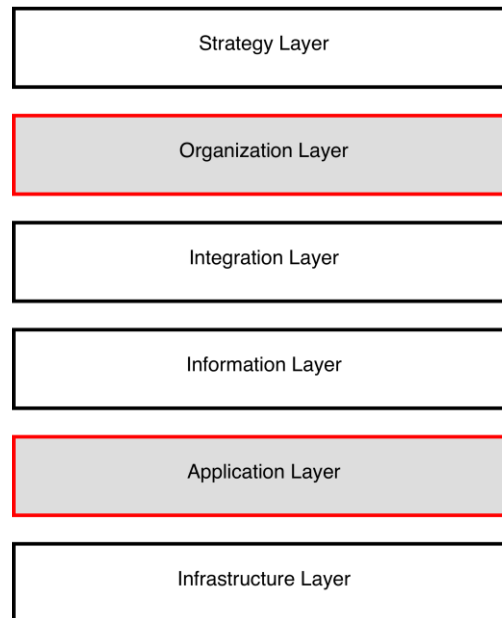 Strategy Layer
Organization Layer
Integration Layer
Information Layer
Application Layer
Infrastructure Layer